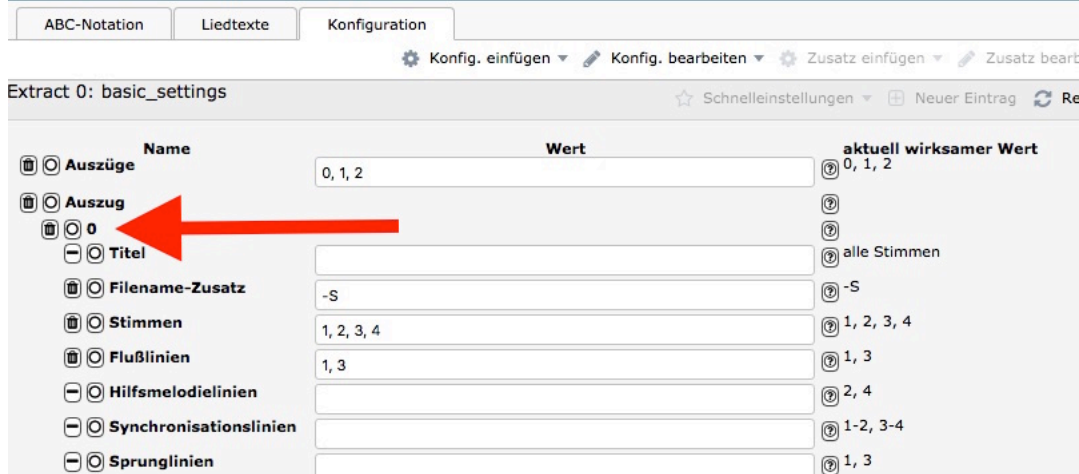 ABC-Notation Liedtexte Konfiguration
Konfig. einfügen Konfig. bearbeiten Zusatz einfügen Zusatz bearb
Extract 0: basic_settings Schnelleinstellungen Neuer Eintrag Re
Name Wert aktuell wirksamer Wert
Auszüge 0, 1, 2 0, 1, 2
Auszug
0
Titel alle Stimmen
Filename-Zusatz -S -S
Stimmen 1, 2, 3, 4 1, 2, 3, 4
Flußlinien 1, 3 1, 3
Hilfsmelodielinien 2, 4
Synchronisationslinien 1-2, 3-4
Sprunglinien 1, 3